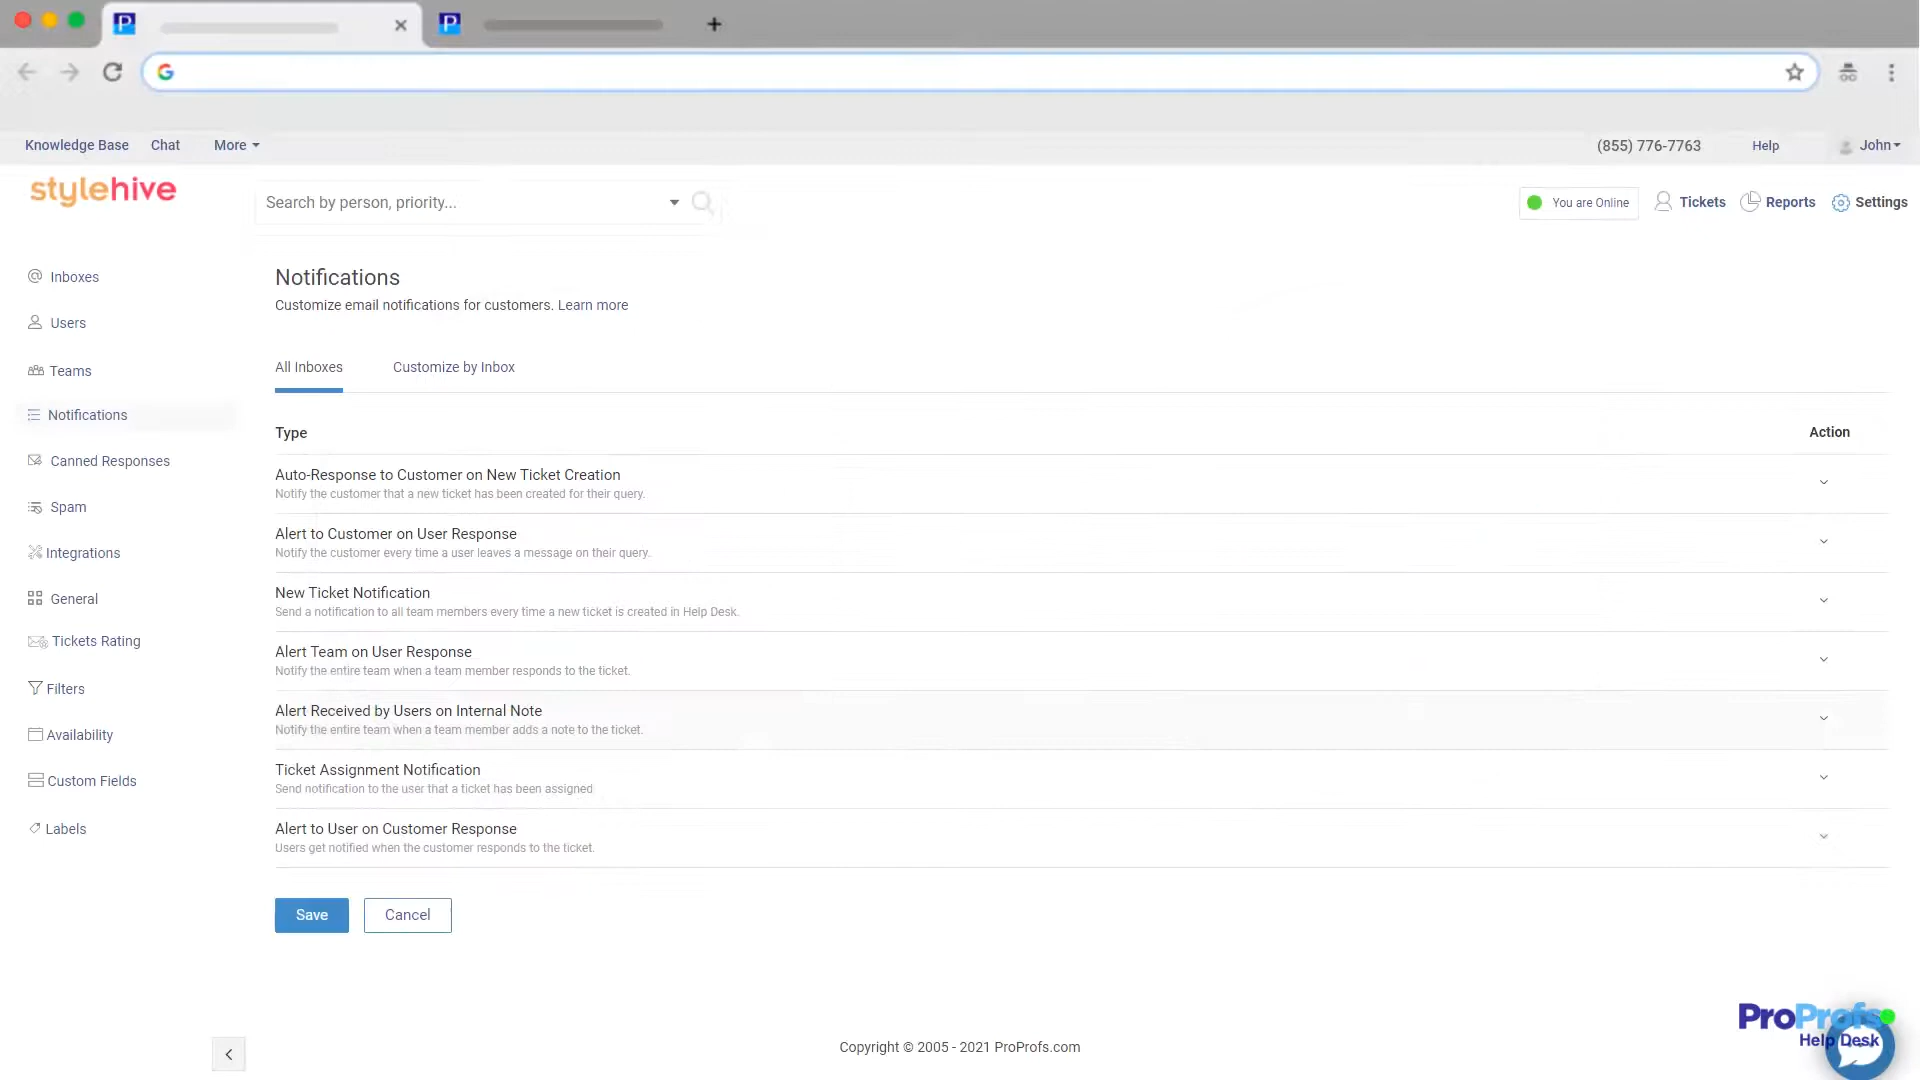 Knowledge Base Chat More (855) 776-7763 Help John
stylehive
Search by person, priority... You are Online Tickets Reports Settings
Inboxes
Users
Teams
Notifications
Canned Responses
Spam
Integrations
General
Tickets Rating
Filters
Availability
Custom Fields
Labels
Notifications
Customize email notifications for customers. Learn more
All Inboxes Customize by Inbox
Type Action
Auto-Response to Customer on New Ticket Creation
Notify the customer that a new ticket has been created for their query.
Alert to Customer on User Response
Notify the customer every time a user leaves a message on their query.
New Ticket Notification
Send a notification to all team members every time a new ticket is created in Help Desk.
Alert Team on User Response
Notify the entire team when a team member responds to the ticket.
Alert Received by Users on Internal Note
Notify the entire team when a team member adds a note to the ticket.
Ticket Assignment Notification
Send notification to the user that a ticket has been assigned
Alert to User on Customer Response
Users get notified when the customer responds to the ticket.
Save Cancel
Copyright © 2005 - 2021 ProProfs.com
ProProfs
Help Desk